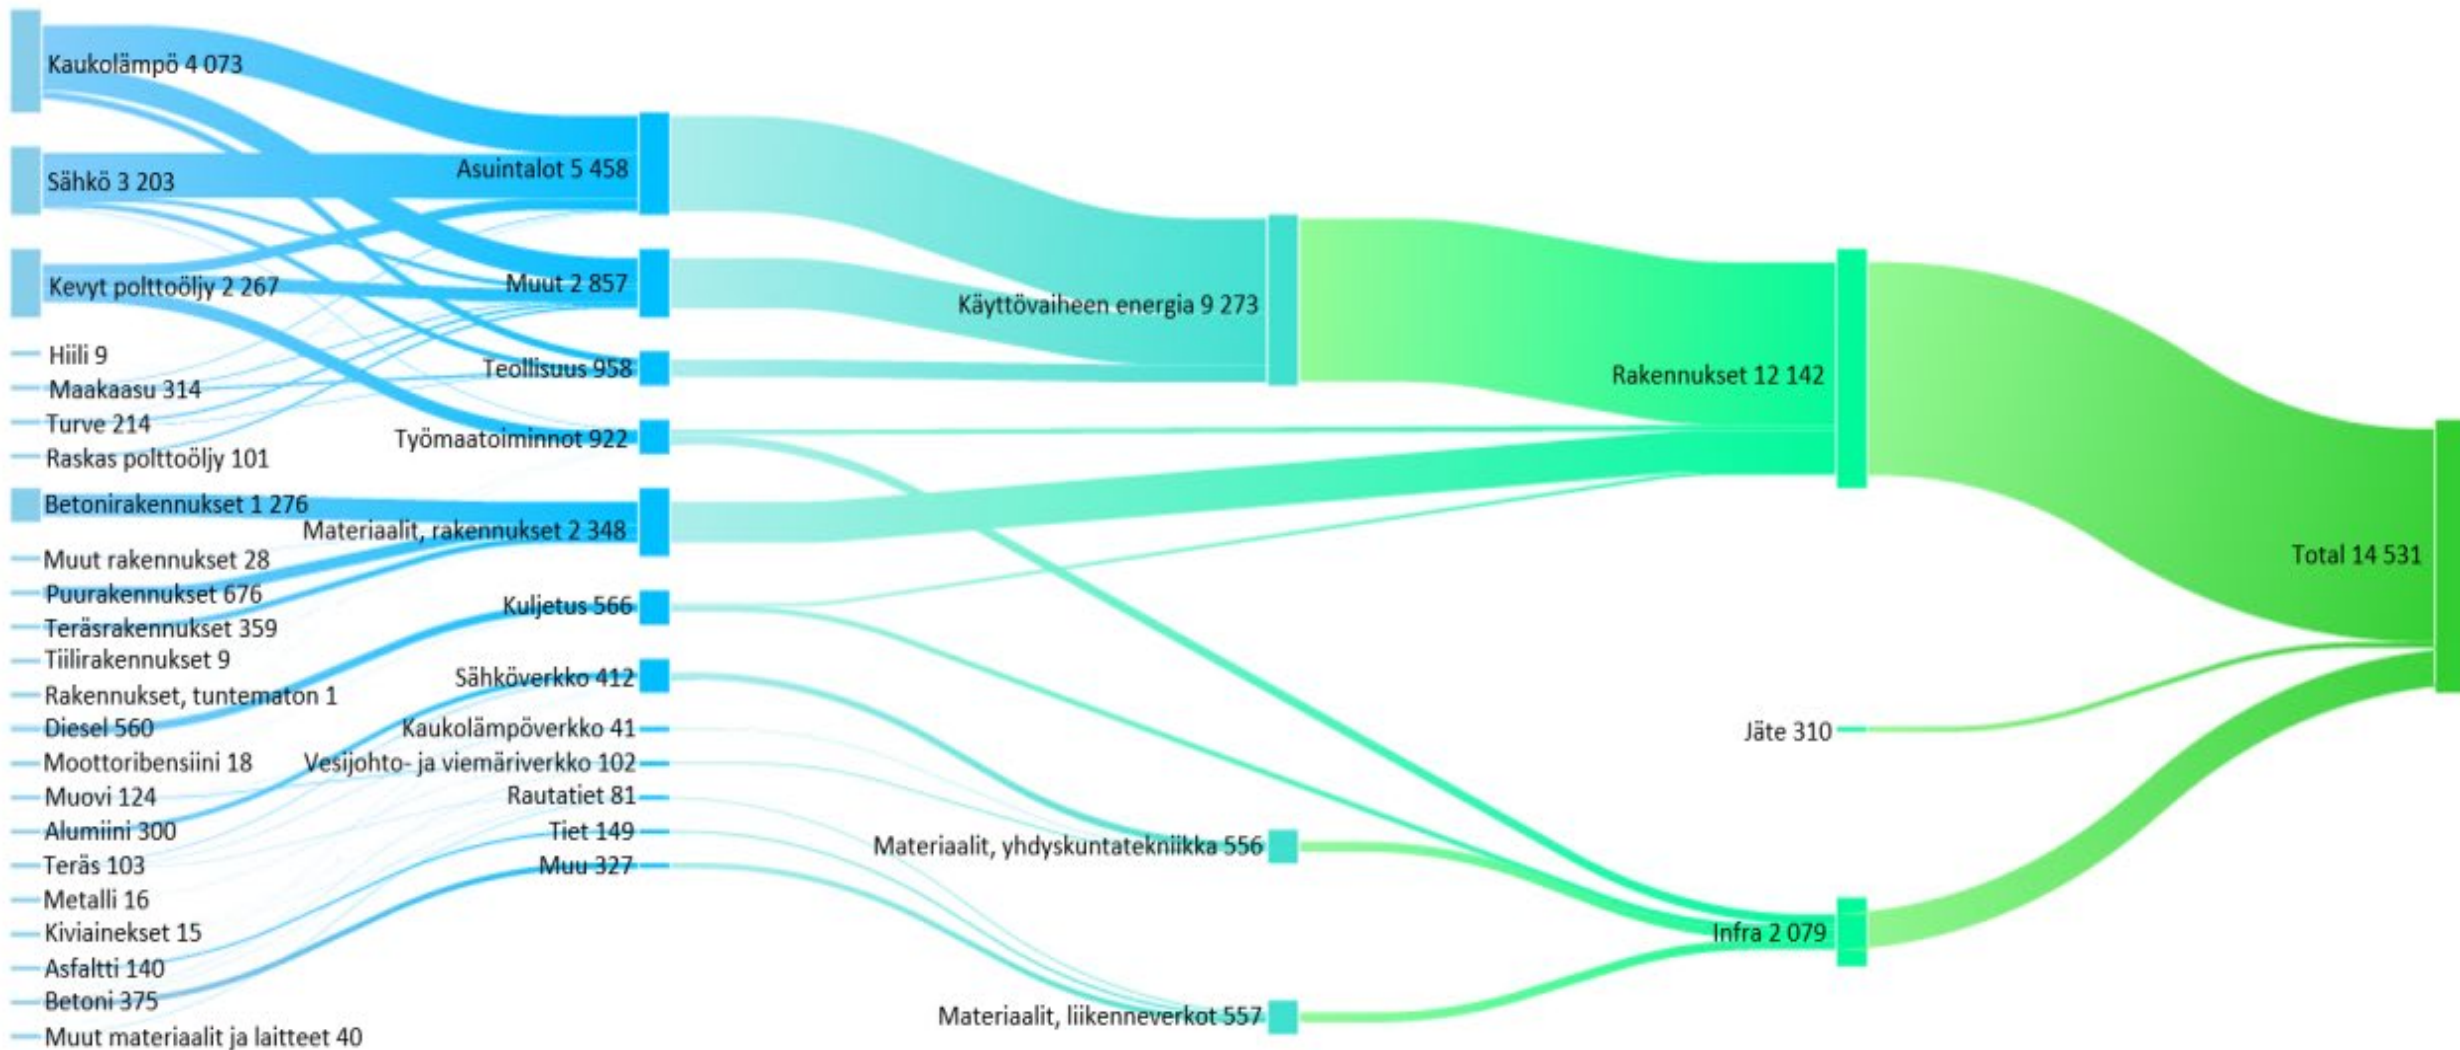 Kaukolämpö 4 073
Sähkö 3 203
Kevyt polttoöljy 2 267
Hiili 9
Maakaasu 314
Turve 214
Raskas polttoöljy 101
Betonirakennukset 1 276
Muut rakennukset 28
Puurakennukset 676
Teräsrakennukset 359
Tiilirakennukset 9
Rakennukset, tuntematon 1
Diesel 560
Moottoribensiini 18
Muovi 124
Alumiini 300
Teräs 103
Metalli 16
Kiviainekset 15
Asfaltti 140
Betoni 375
Muut materiaalit ja laitteet 40
Asuintalot 5 458
Muut 2 857
Teollisuus 958
Työmaatoiminnot 922
Materiaalit, rakennukset 2 348
Kuljetus 566
Sähköverkko 412
Kaukolämpöverkko 41
Vesijohto- ja viemäriverkko 102
Rautatiet 81
Tiet 149
Muu 327
Käyttövaiheen energia 9 273
Materiaalit, yhdyskuntatekniikka 556
Materiaalit, liikenneverkot 557
Rakennukset 12 142
Jäte 310
Infra 2 079
Total 14 531